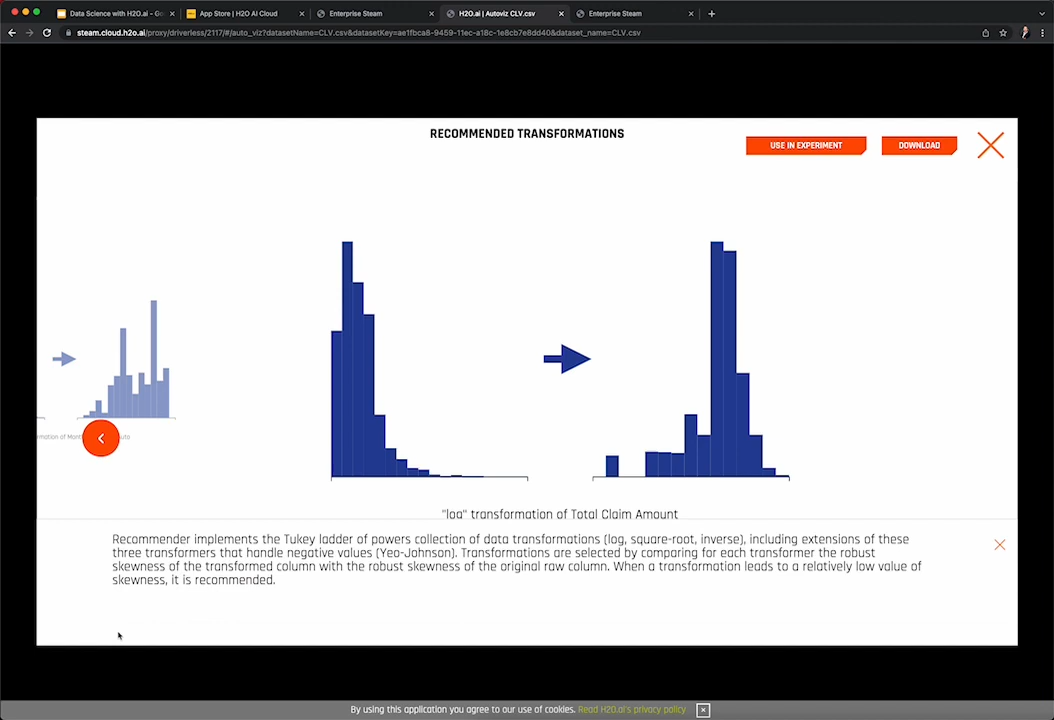 Data Science with H2O.ai – Go
App Store | H2O AI Cloud
Enterprise Steam
H2O.ai | Autoviz CLV.csv
Enterprise Steam
steam.cloud.h2o.ai/proxy/driverless/2117/#/auto_viz?datasetName=CLV.csv&datasetKey=ae1fbca8-9459-11ec-a18c-1e8cb7e8dd40&dataset_name=CLV.csv
RECOMMENDED TRANSFORMATIONS
USE IN EXPERIMENT
DOWNLOAD
"log" transformation of Total Claim Amount
Recommender implements the Tukey ladder of powers collection of data transformations (log, square-root, inverse), including extensions of these
three transformers that handle negative values (Yeo-Johnson). Transformations are selected by comparing for each transformer the robust
skewness of the transformed column with the robust skewness of the original raw column. When a transformation leads to a relatively low value of
skewness, it is recommended.
By using this application you agree to our use of cookies. Read H2O.ai's privacy policy